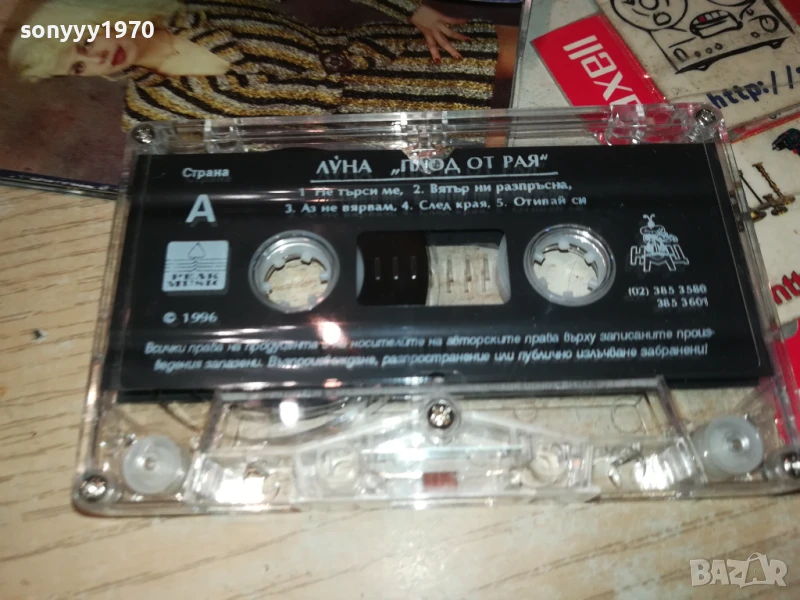 sonyyy1970
xell
http://
Страна
A
ЛУНА „ПЛОД ОТ РАЯ“
1. Не търси ме, 2. Вятър ни разпръсна,
3. Аз не вярвам, 4. След края, 5. Отивай си
PEAK
MUSIC
(02) 385 3580
385 3601
© 1996
Всички права на продуцента и на носителите на авторските права върху записаните произ-
ведения запазени. Възпроизвеждане, разпространение или публично излъчване забранени!
BAZAR